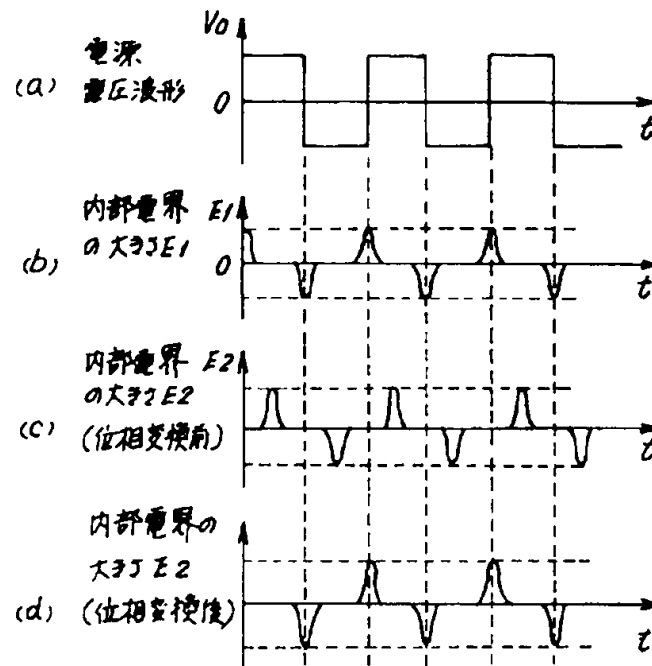 V0
電源
(a) 電圧波形 0
t
内部電界 E1
の大きさE1
(b) 0
t
内部電界 E2
の大きさE2
(c) (位相変換前)
t
内部電界の
大きさE2
(d) (位相変換後)
t